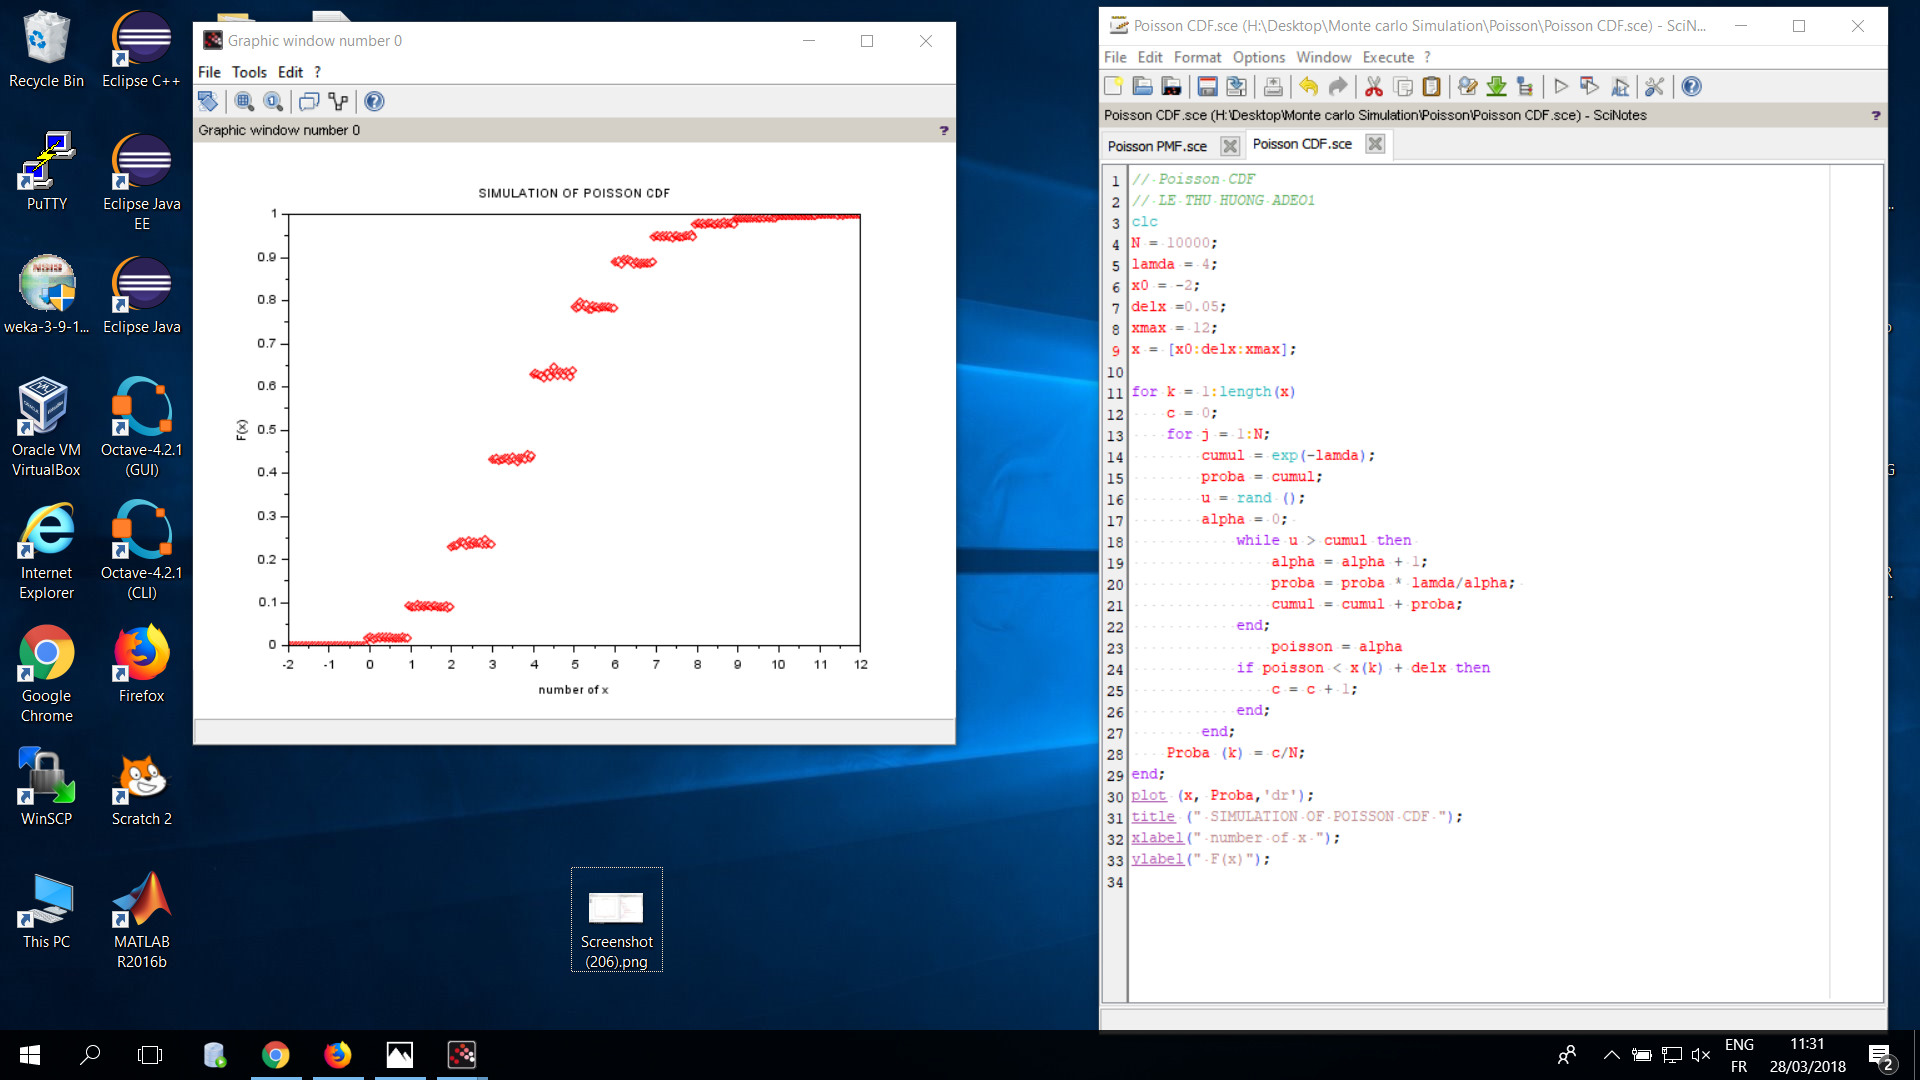 Recycle Bin
Eclipse C++
PuTTY
Eclipse Java
EE
weka-3-9-1...
Eclipse Java
Oracle VM
VirtualBox
Octave-4.2.1
(GUI)
Internet
Explorer
Octave-4.2.1
(CLI)
Google
Chrome
Firefox
WinSCP
Scratch 2
This PC
MATLAB
R2016b
Screenshot
(206).png
Graphic window number 0
File Tools Edit ?
Graphic window number 0
?
SIMULATION OF POISSON CDF
1
0.9
0.8
0.7
0.6
0.5
0.4
0.3
0.2
0.1
0
F(x)
-2 -1 0 1 2 3 4 5 6 7 8 9 10 11 12
number of x
Poisson CDF.sce (H:\Desktop\Monte carlo Simulation\Poisson\Poisson CDF.sce) - SciN...
File Edit Format Options Window Execute ?
Poisson CDF.sce (H:\Desktop\Monte carlo Simulation\Poisson\Poisson CDF.sce) - SciNotes
?
Poisson PMF.sce
Poisson CDF.sce
1 // Poisson CDF
2 // LE THU HUONG ADEO1
3 clc
4 N = 10000;
5 lamda = 4;
6 x0 = -2;
7 delx =0.05;
8 xmax = 12;
9 x = [x0:delx:xmax];
10
11 for k = 1:length(x)
12 c = 0;
13 for j = 1:N;
14 cumul = exp(-lamda);
15 proba = cumul;
16 u = rand ();
17 alpha = 0;
18 while u > cumul then
19 alpha = alpha + 1;
20 proba = proba * lamda/alpha;
21 cumul = cumul + proba;
22 end;
23 poisson = alpha
24 if poisson < x(k) + delx then
25 c = c + 1;
26 end;
27 end;
28 Proba (k) = c/N;
29 end;
30 plot (x, Proba,'dr');
31 title (" SIMULATION OF POISSON CDF ");
32 xlabel(" number of x ");
33 ylabel(" F(x)");
34
ENG
FR
11:31
28/03/2018
2